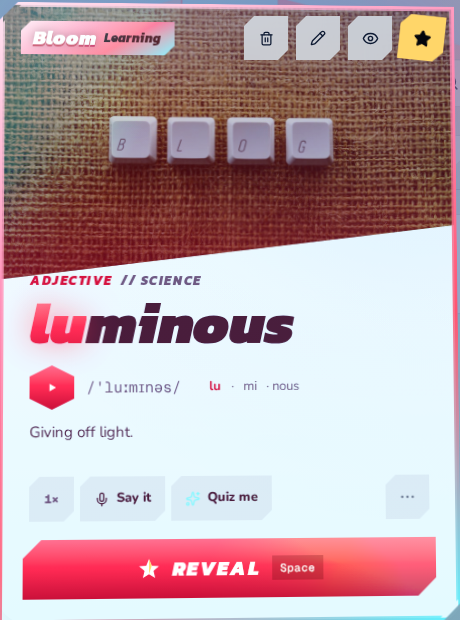 Bloom Learning
B L O G
ADJECTIVE // SCIENCE
luminous
/ˈluːmɪnəs/ lu · mi · nous
Giving off light.
1× Say it Quiz me
REVEAL Space